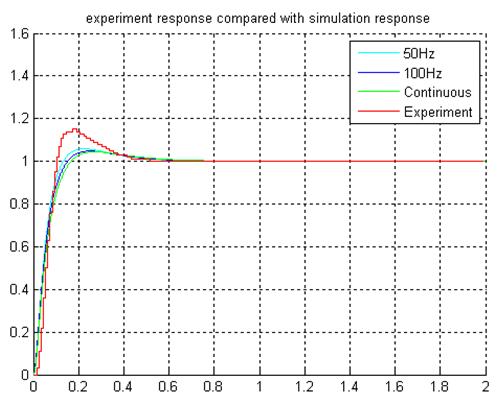 experiment response compared with simulation response
1.6
1.4
1.2
1
0.8
0.6
0.4
0.2
0
50Hz
100Hz
Continuous
Experiment
0 0.2 0.4 0.6 0.8 1 1.2 1.4 1.6 1.8 2